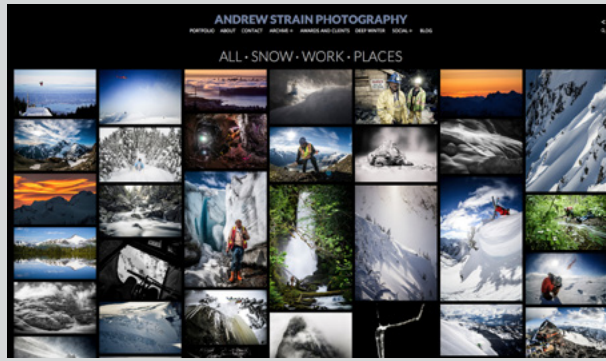 ANDREW STRAIN PHOTOGRAPHY
PORTFOLIO ABOUT CONTACT ARCHIVE AWARDS AND CLIENTS DEEP WINTER SOCIAL BLOG
ALL • SNOW • WORK • PLACES